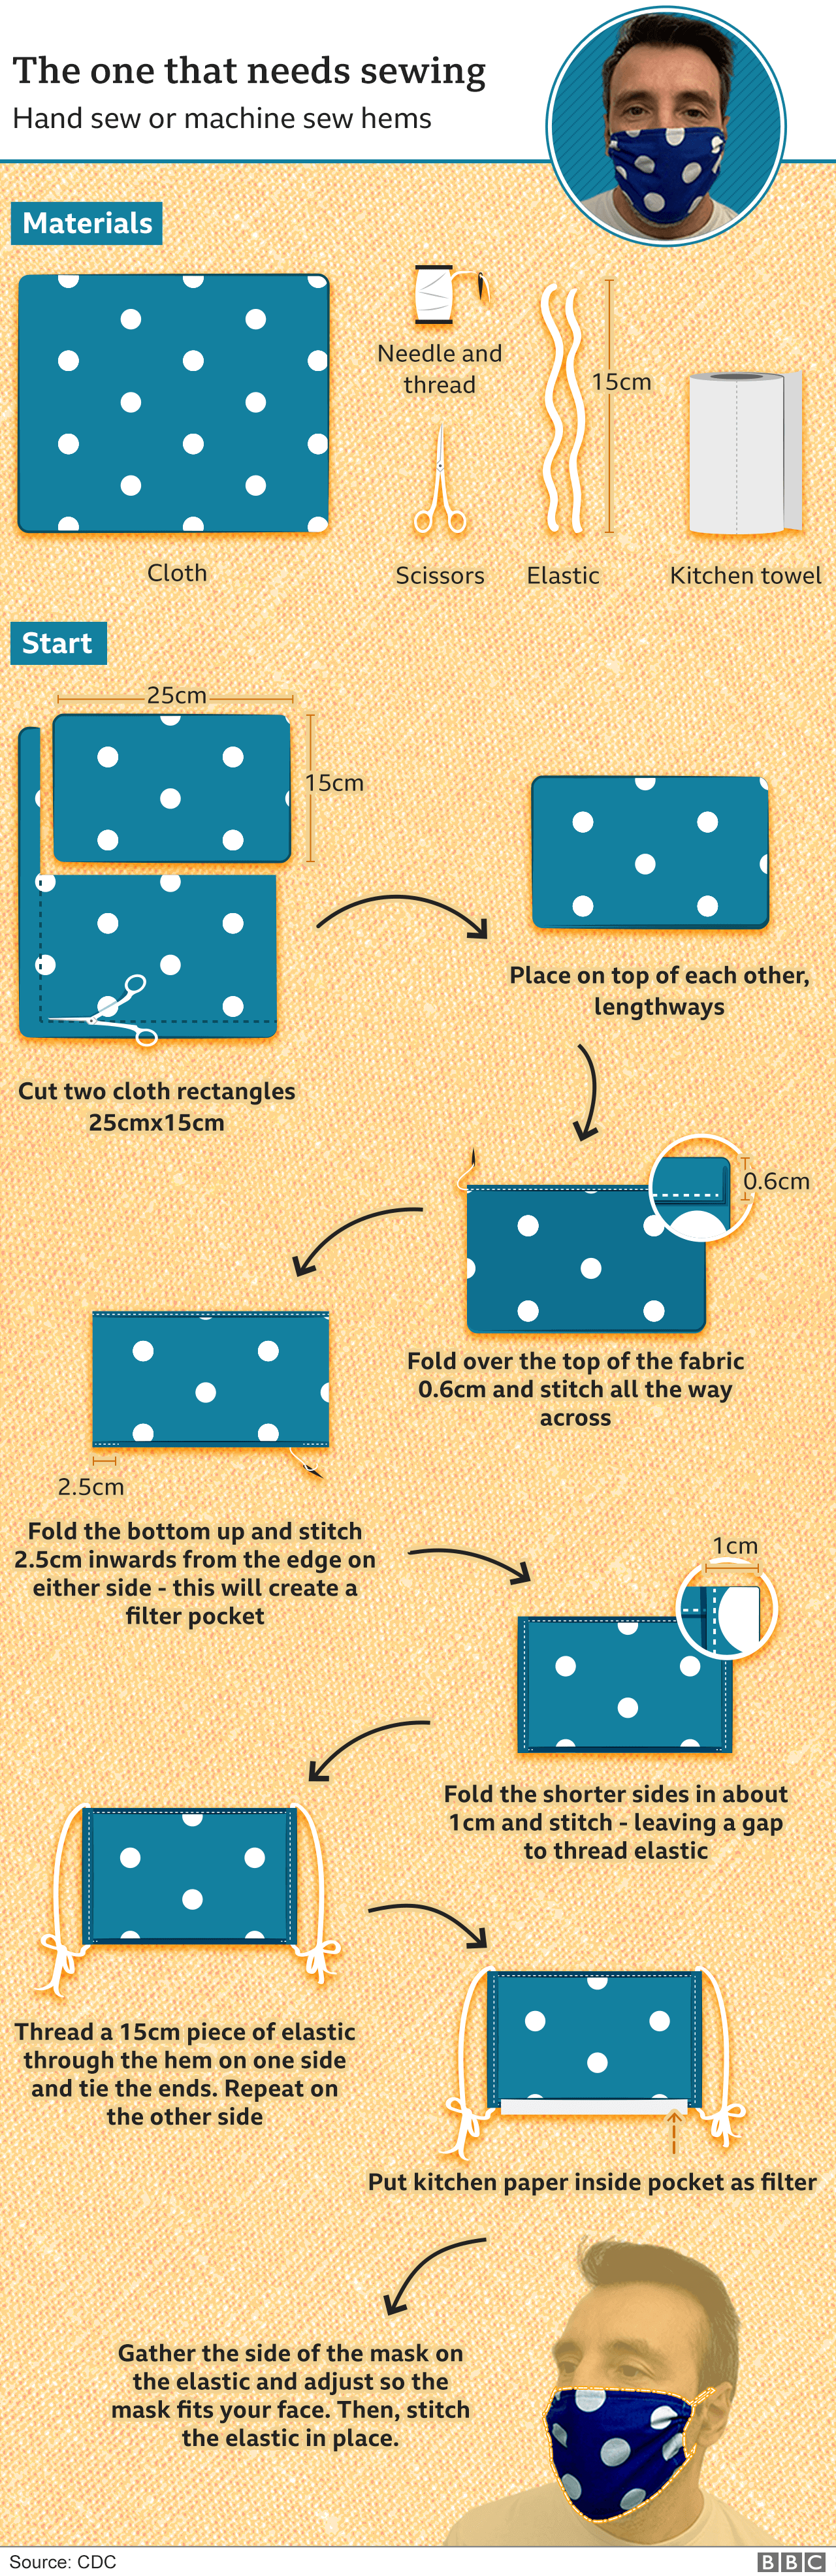 The one that needs sewing
Hand sew or machine sew hems
Materials
Needle and
thread
15cm
Cloth
Scissors
Elastic
Kitchen towel
Start
25cm
15cm
Place on top of each other,
lengthways
Cut two cloth rectangles
25cmx15cm
0.6cm
Fold over the top of the fabric
0.6cm and stitch all the way
across
2.5cm
Fold the bottom up and stitch
2.5cm inwards from the edge on
either side - this will create a
filter pocket
1cm
Fold the shorter sides in about
1cm and stitch - leaving a gap
to thread elastic
Thread a 15cm piece of elastic
through the hem on one side
and tie the ends. Repeat on
the other side
Put kitchen paper inside pocket as filter
Gather the side of the mask on
the elastic and adjust so the
mask fits your face. Then, stitch
the elastic in place.
Source: CDC
BBC